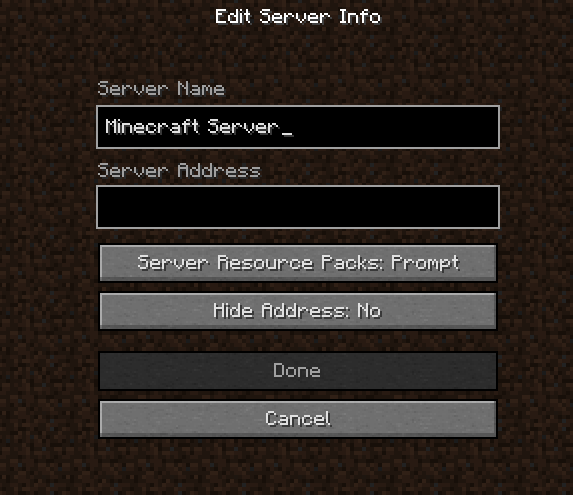 Edit Server Info
Server Name
Minecraft Server_
Server Address
Server Resource Packs: Prompt
Hide Address: No
Done
Cancel